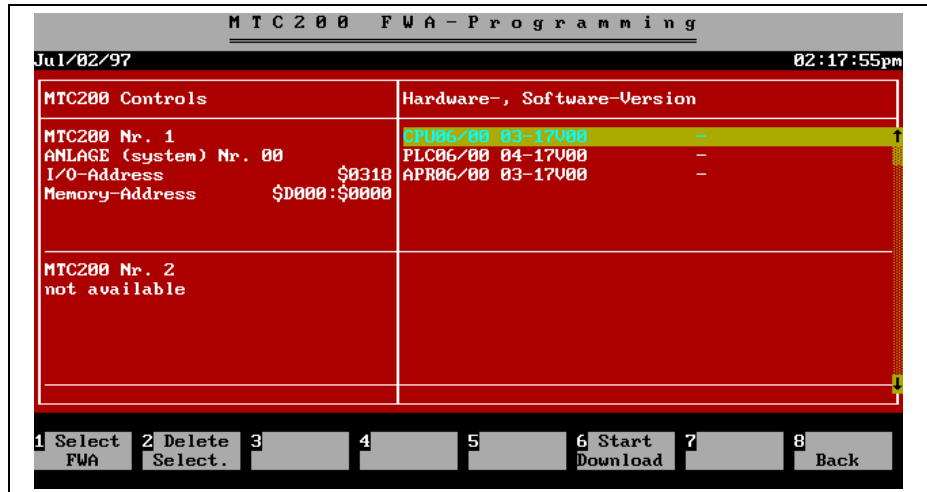 MTC200 FWA-Programming
Jul/02/97 02:17:55pm
MTC200 Controls Hardware-, Software-Version
MTC200 Nr. 1 CPU06/00 03-17V00 -
ANLAGE (system) Nr. 00 PLC06/00 04-17V00 -
I/O-Address $0318 APR06/00 03-17V00 -
Memory-Address $D000:$0000
MTC200 Nr. 2
not available
1 Select FWA 2 Delete Select. 3 4 5 6 Start Download 7 8 Back